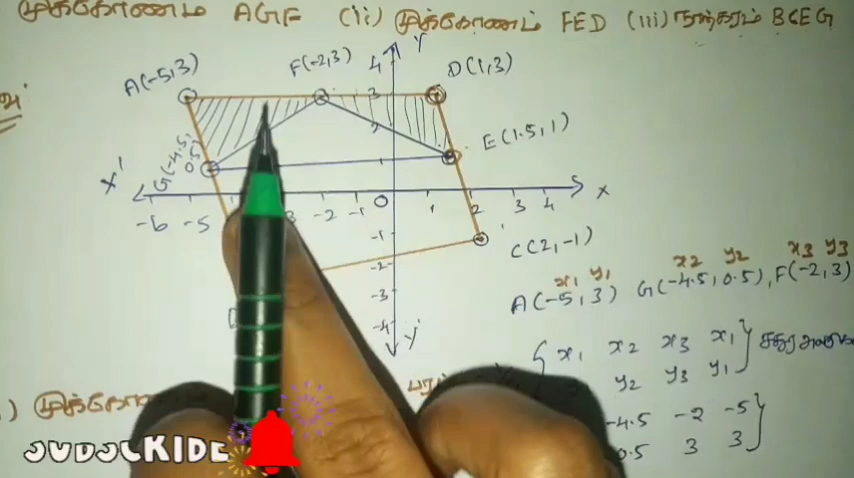 முக்கோணம் AGF (ii) முக்கோணம் FED (iii) நாற்கரம் BCEG
A(-5,3) F(-2,3) Y D(1,3)
4
3
2
G(-4.5, 0.5) E(1.5,1)
X' X
-6 -5 -2 -1 O 1 2 3 4
-1 C(2,-1)
-2
-3
-4
Y'
x1 y1 x2 y2 x3 y3
A(-5,3) G(-4.5,0.5), F(-2,3)
x1 x2 x3 x1
y2 y3 y1
-4.5 -2 -5
0.5 3 3
JVDJLKIDE